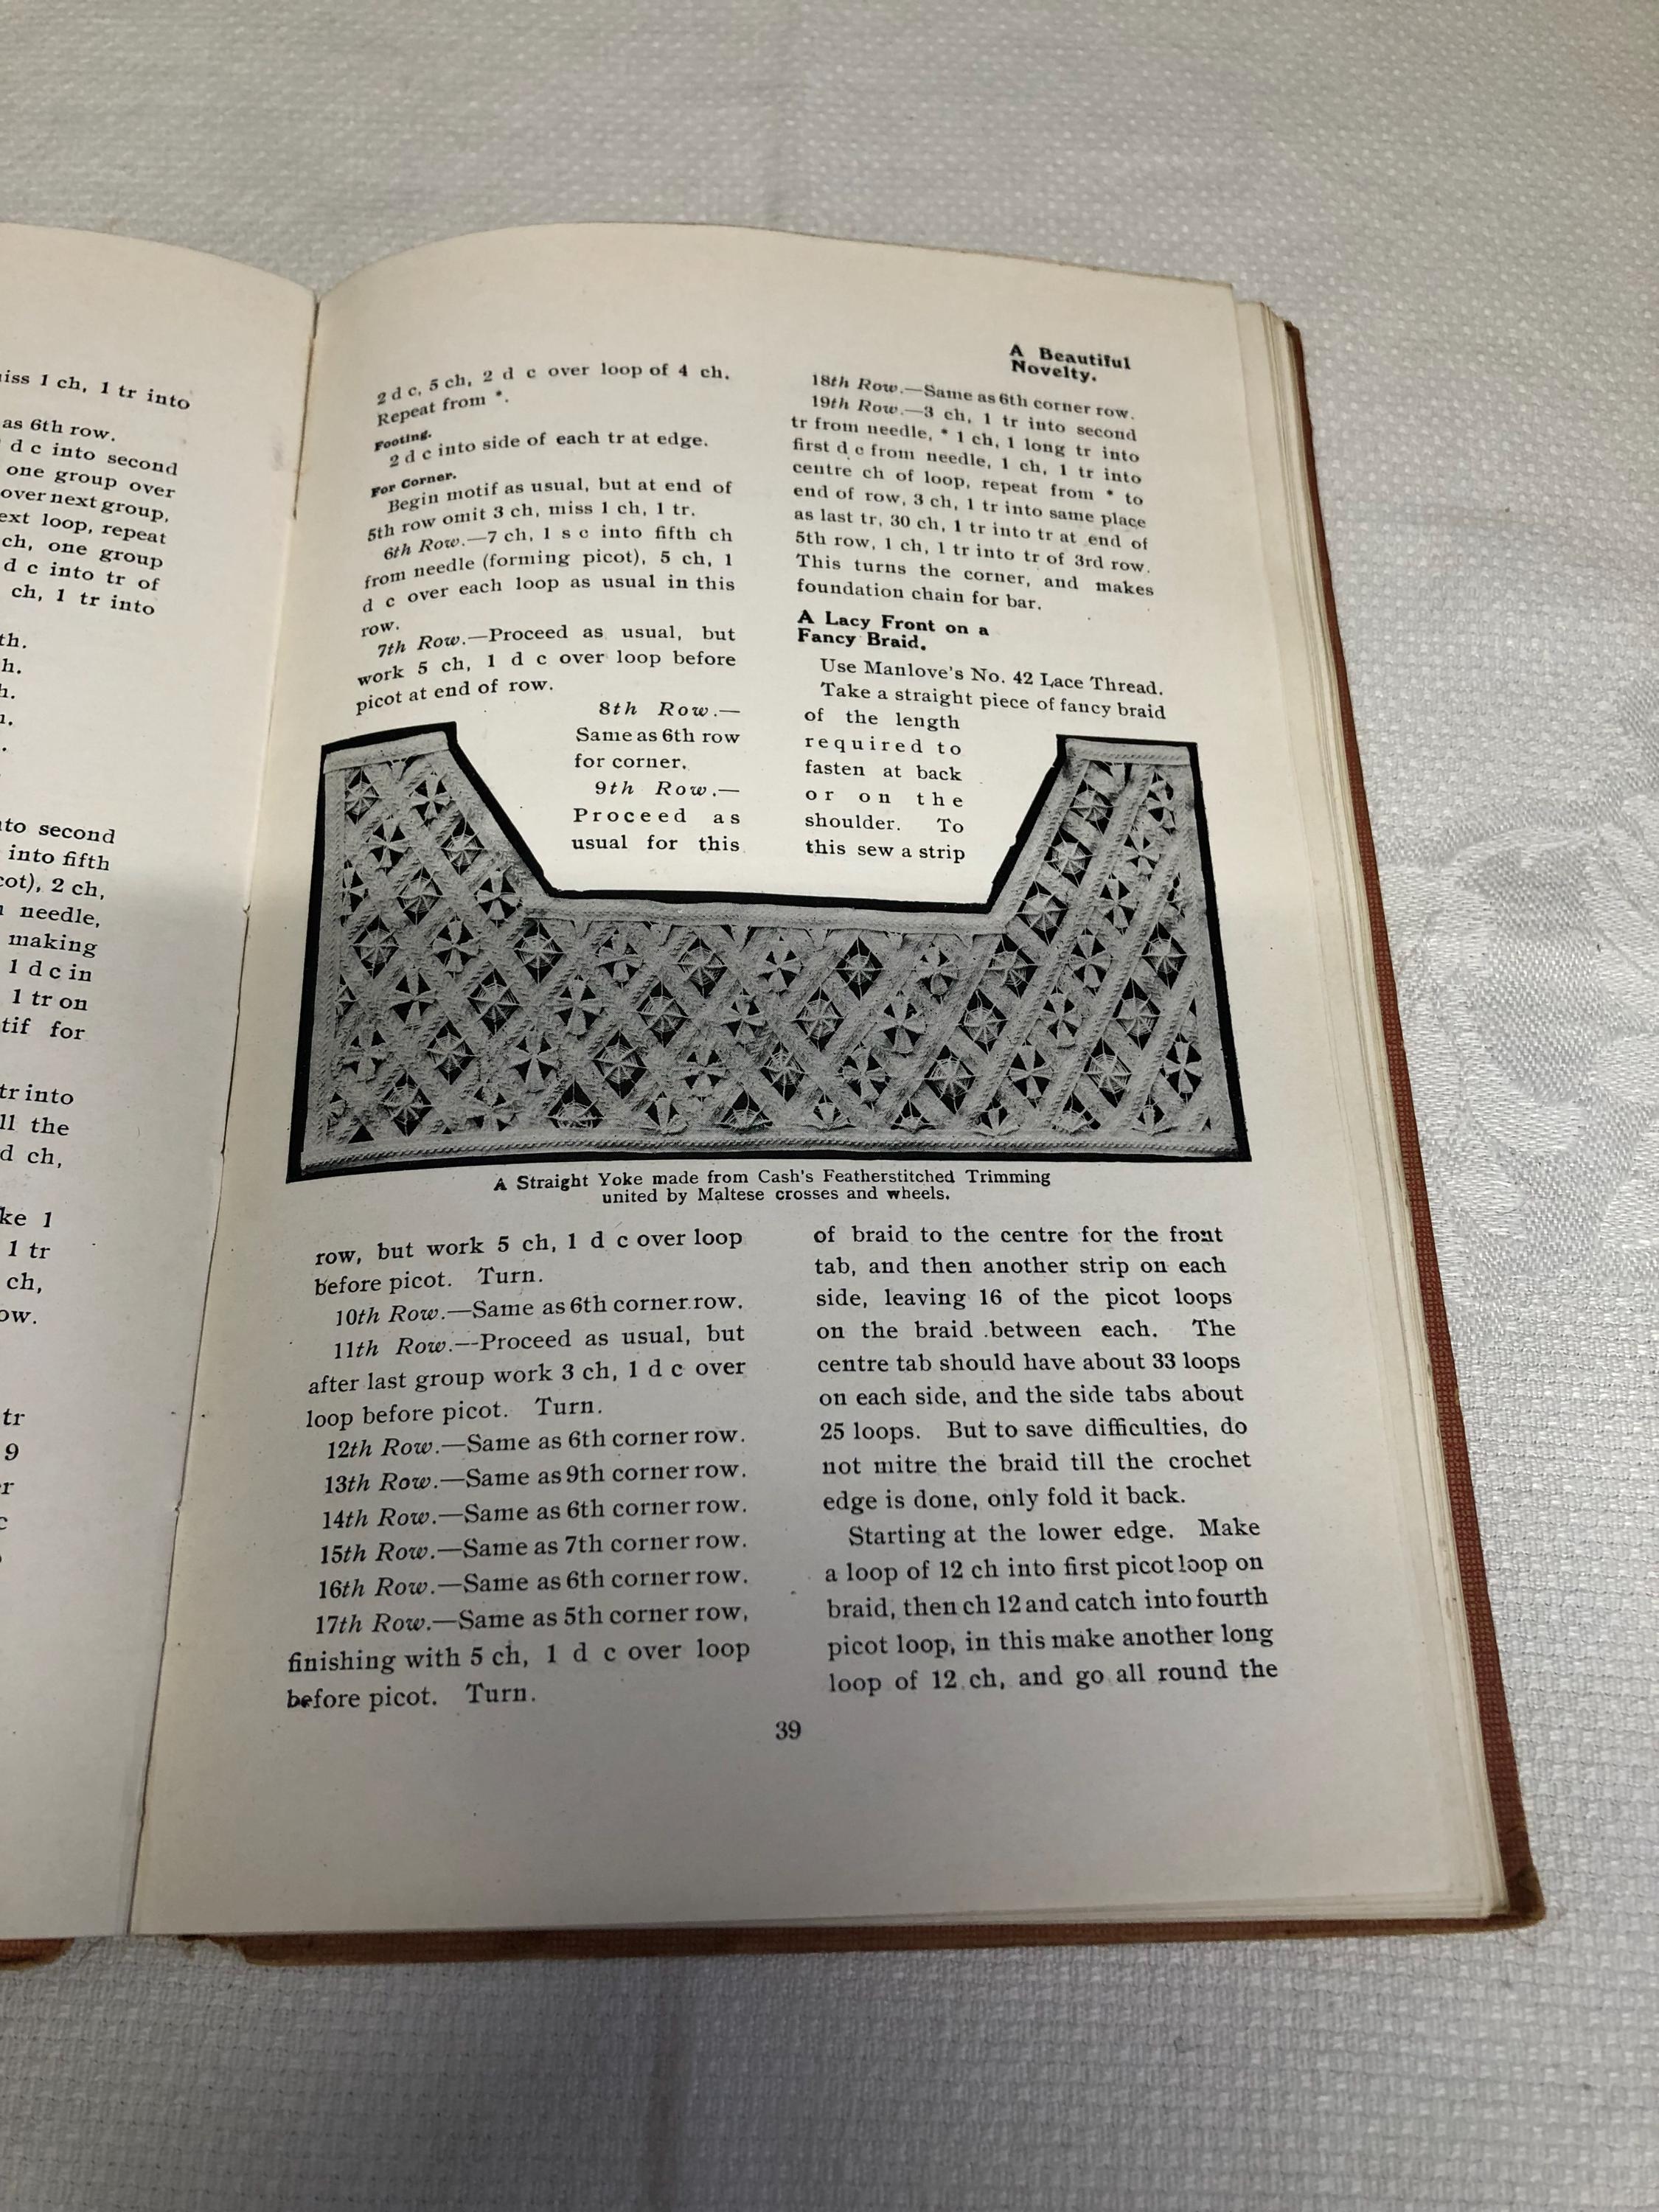 iss 1 ch, 1 tr into
as 6th row.
d c into second
one group over
over next group,
ext loop, repeat
ch, one group
d c into tr of
ch, 1 tr into
th.
h.
to second
into fifth
cot), 2 ch,
needle,
making
1 d c in
1 tr on
tif for
tr into
ll the
d ch,
ke 1
1 tr
ch,
ow.
tr
9
A Beautiful
Novelty.
2 d c, 5 ch, 2 d c over loop of 4 ch.
Repeat from *.
Footing.
2 d c into side of each tr at edge.
For Corner.
Begin motif as usual, but at end of
5th row omit 3 ch, miss 1 ch, 1 tr.
6th Row.—7 ch, 1 s c into fifth ch
from needle (forming picot), 5 ch, 1
d c over each loop as usual in this
row.
7th Row.—Proceed as usual, but
work 5 ch, 1 d c over loop before
picot at end of row.
8th Row.—
Same as 6th row
for corner.
9th Row.—
Proceed as
usual for this
row, but work 5 ch, 1 d c over loop
before picot. Turn.
10th Row.—Same as 6th corner row.
11th Row.—Proceed as usual, but
after last group work 3 ch, 1 d c over
loop before picot. Turn.
12th Row.—Same as 6th corner row.
13th Row.—Same as 9th corner row.
14th Row.—Same as 6th corner row.
15th Row.—Same as 7th corner row.
16th Row.—Same as 6th corner row.
17th Row.—Same as 5th corner row,
finishing with 5 ch, 1 d c over loop
before picot. Turn.
18th Row.—Same as 6th corner row.
19th Row.—3 ch, 1 tr into second
tr from needle, * 1 ch, 1 long tr into
first d c from needle, 1 ch, 1 tr into
centre ch of loop, repeat from * to
end of row, 3 ch, 1 tr into same place
as last tr, 30 ch, 1 tr into tr at end of
5th row, 1 ch, 1 tr into tr of 3rd row.
This turns the corner, and makes
foundation chain for bar.
A Lacy Front on a
Fancy Braid.
Use Manlove's No. 42 Lace Thread.
Take a straight piece of fancy braid
of the length
required to
fasten at back
or on the
shoulder. To
this sew a strip
of braid to the centre for the front
tab, and then another strip on each
side, leaving 16 of the picot loops
on the braid between each. The
centre tab should have about 33 loops
on each side, and the side tabs about
25 loops. But to save difficulties, do
not mitre the braid till the crochet
edge is done, only fold it back.
Starting at the lower edge. Make
a loop of 12 ch into first picot loop on
braid, then ch 12 and catch into fourth
picot loop, in this make another long
loop of 12 ch, and go all round the
A Straight Yoke made from Cash's Featherstitched Trimming
united by Maltese crosses and wheels.
39